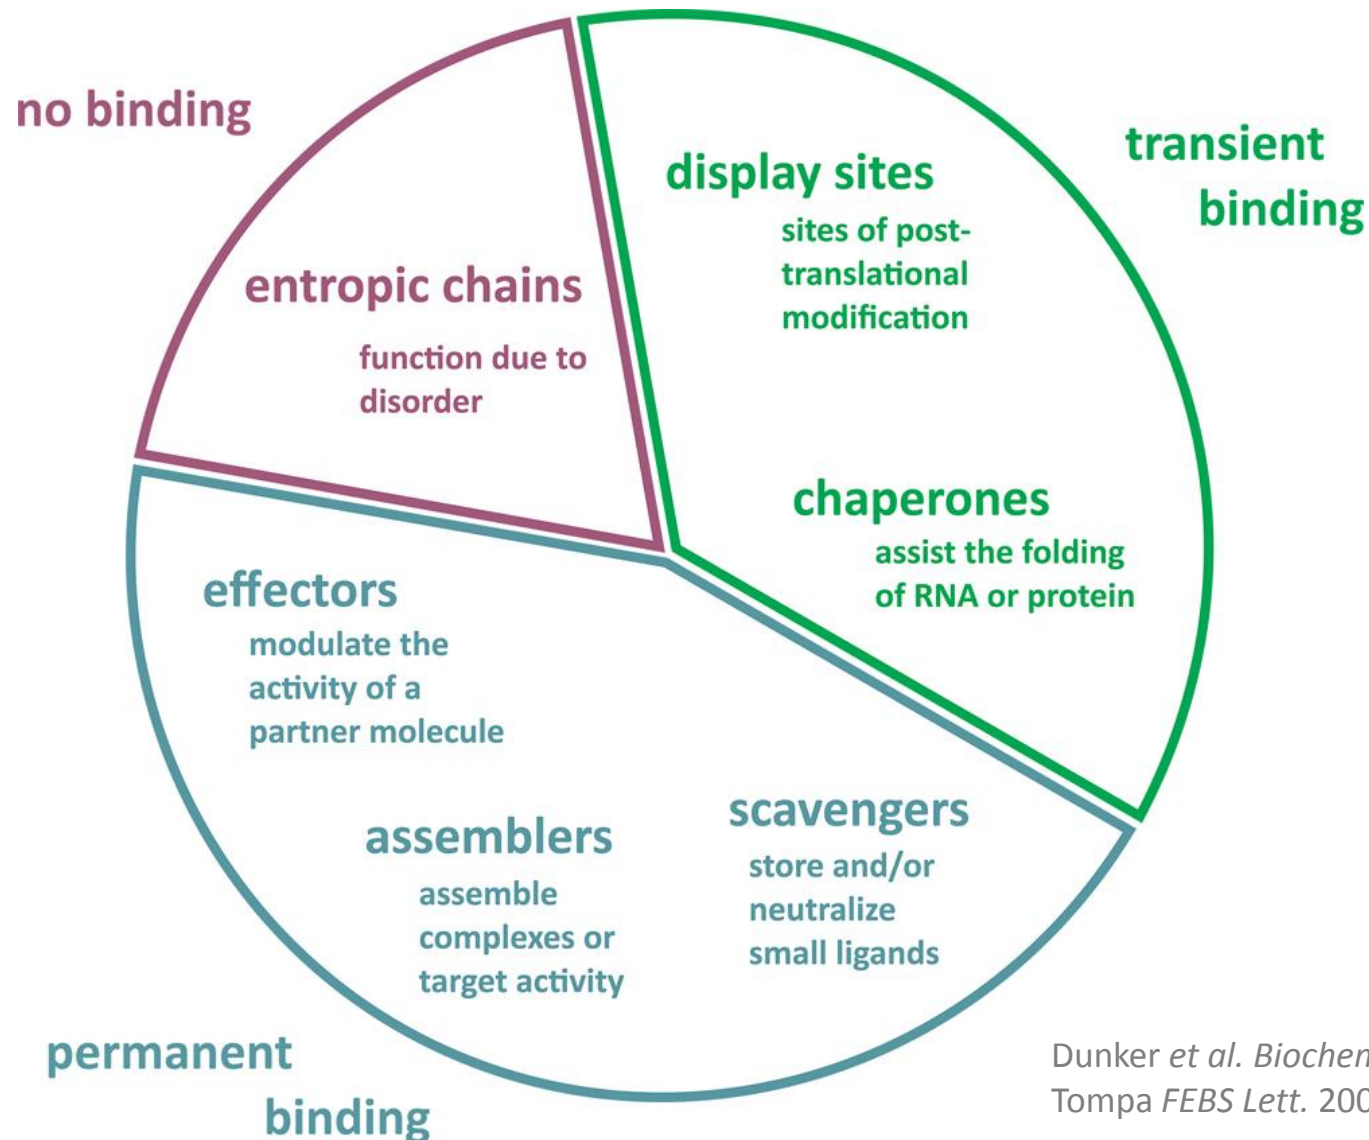 no binding
entropic chains
function due to
disorder
transient
binding
display sites
sites of post-
translational
modification
chaperones
assist the folding
of RNA or protein
permanent
binding
effectors
modulate the
activity of a
partner molecule
assemblers
assemble
complexes or
target activity
scavengers
store and/or
neutralize
small ligands
Dunker et al. Biochem
Tompa FEBS Lett. 200